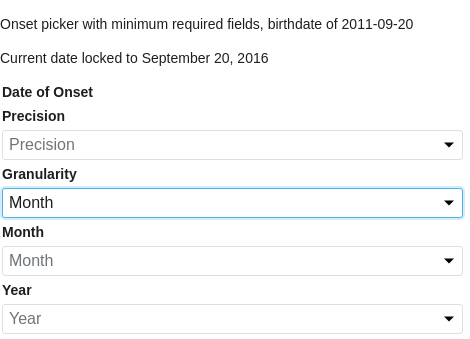 Onset picker with minimum required fields, birthdate of 2011-09-20
Current date locked to September 20, 2016
Date of Onset
Precision
Precision
Granularity
Month
Month
Month
Year
Year